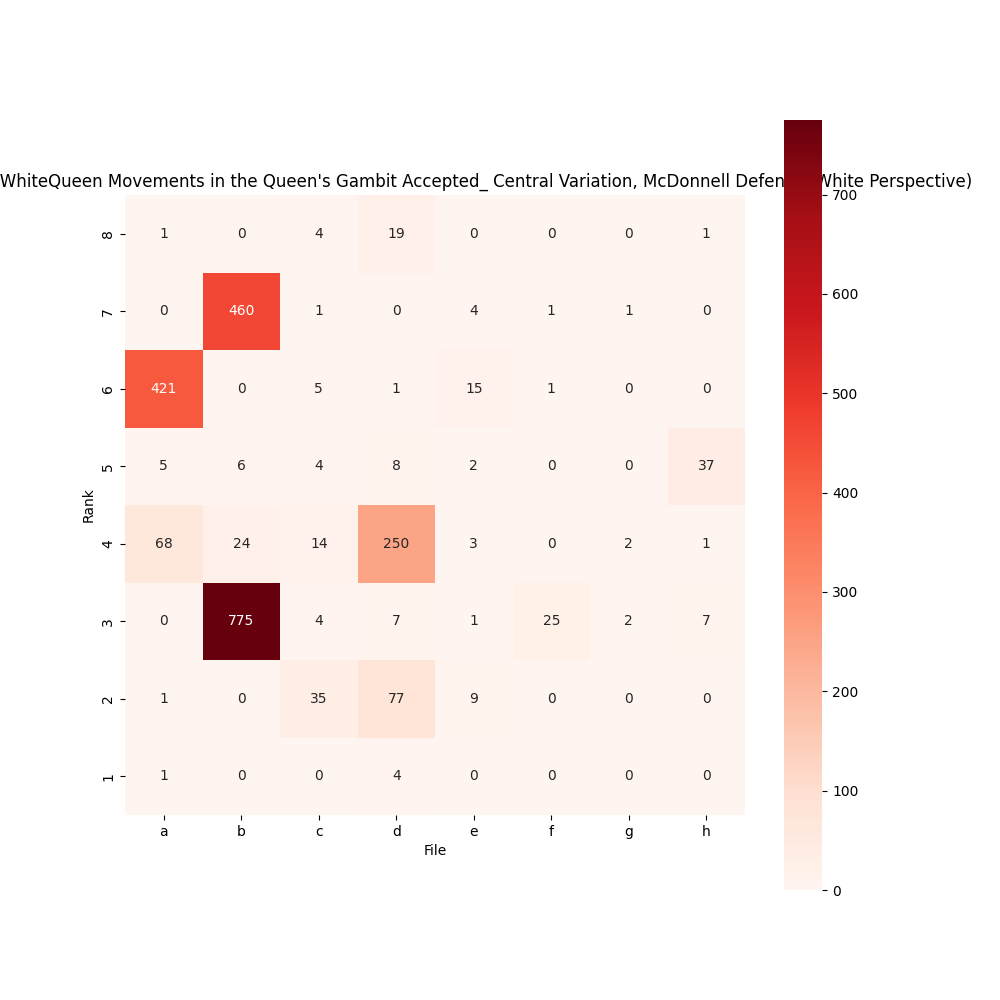 WhiteQueen Movements in the Queen's Gambit Accepted_ Central Variation, McDonnell White Perspective)
700
8 1 0 4 19 0 0 0 1
600
7 0 460 1 0 4 1 1 0
500
6 421 0 5 1 15 1 0 0
400
5 5 6 4 8 2 0 0 37
Rank
4 68 24 14 250 3 0 2 1
300
3 0 775 4 7 1 25 2 7
200
2 1 0 35 77 9 0 0 0
100
1 1 0 0 4 0 0 0 0
a b c d e f g h
File
0